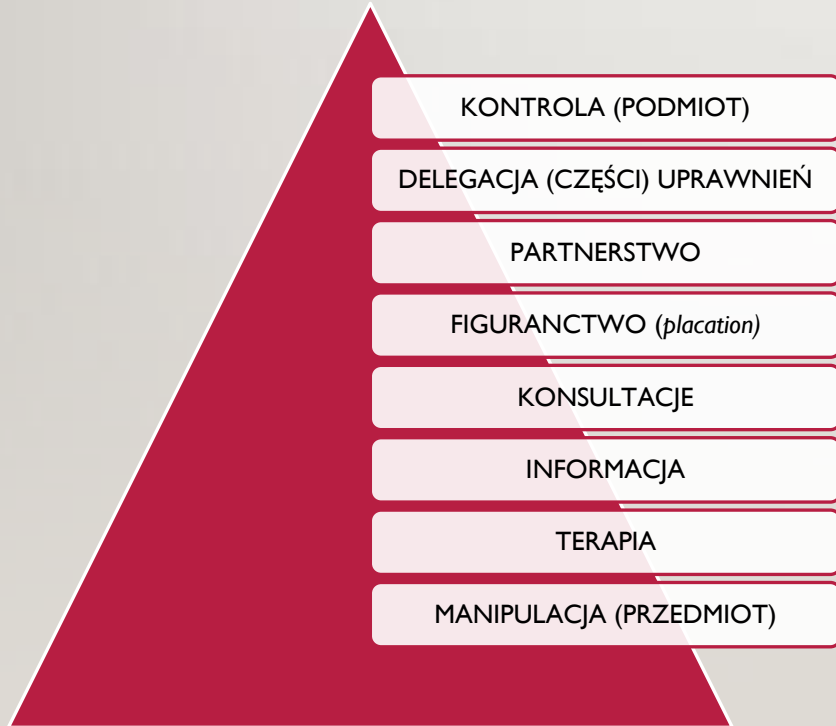 KONTROLA (PODMIOT)
DELEGACJA (CZĘŚCI) UPRAWNIEŃ
PARTNERSTWO
FIGURANCTWO (placation)
KONSULTACJE
INFORMACJA
TERAPIA
MANIPULACJA (PRZEDMIOT)